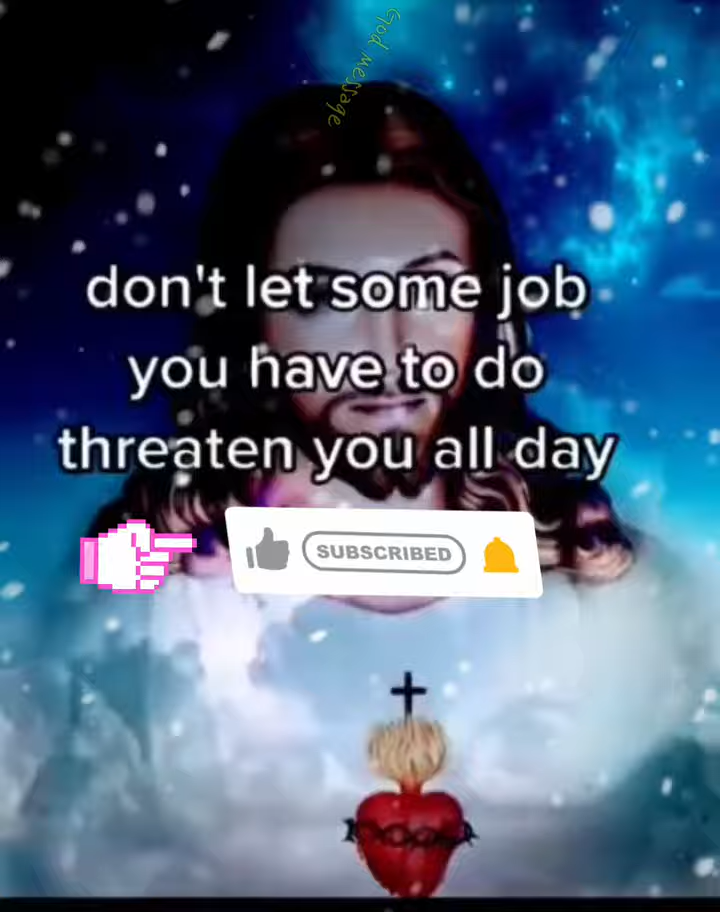 God message
don't let some job
you have to do
threaten you all day
SUBSCRIBED